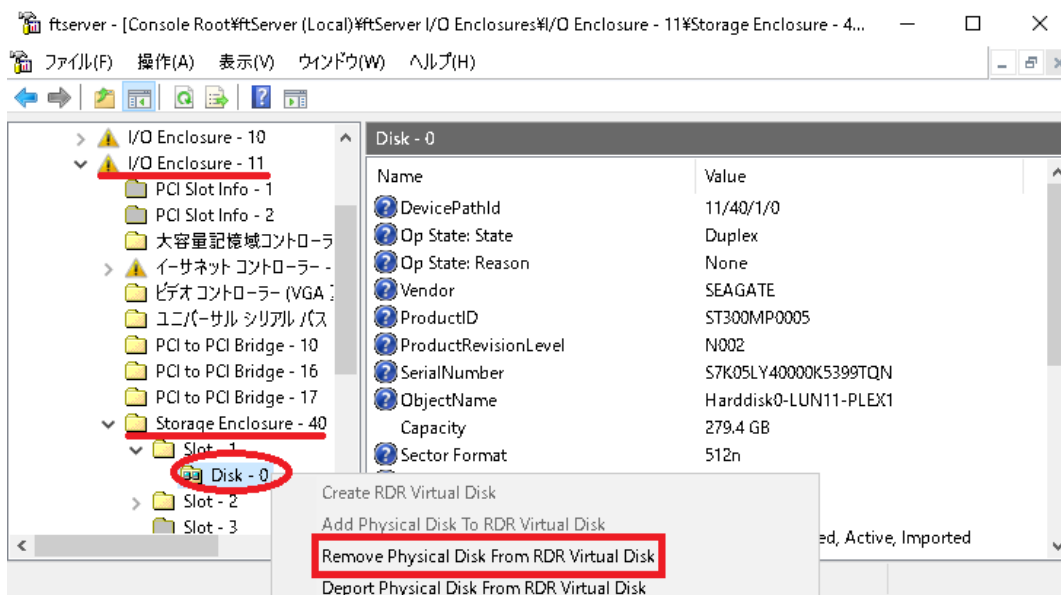 ftserver - [Console Root¥ftServer (Local)¥ftServer I/O Enclosures¥I/O Enclosure - 11¥Storage Enclosure - 4...
ファイル(F) 操作(A) 表示(V) ウインドウ(W) ヘルプ(H)
I/O Enclosure - 10
I/O Enclosure - 11
PCI Slot Info - 1
PCI Slot Info - 2
大容量記憶域コントローラ
イーサネット コントローラー -
ビデオ コントローラー (VGA
ユニバーサル シリアル バス
PCI to PCI Bridge - 10
PCI to PCI Bridge - 16
PCI to PCI Bridge - 17
Storage Enclosure - 40
Slot - 1
Disk - 0
Slot - 2
Slot - 3
Disk - 0
Name Value
DevicePathId 11/40/1/0
Op State: State Duplex
Op State: Reason None
Vendor SEAGATE
ProductID ST300MP0005
ProductRevisionLevel N002
SerialNumber S7K05LY40000K5399TQN
ObjectName Harddisk0-LUN11-PLEX1
Capacity 279.4 GB
Sector Format 512n
ed, Active, Imported
Create RDR Virtual Disk
Add Physical Disk To RDR Virtual Disk
Remove Physical Disk From RDR Virtual Disk
Deport Physical Disk From RDR Virtual Disk